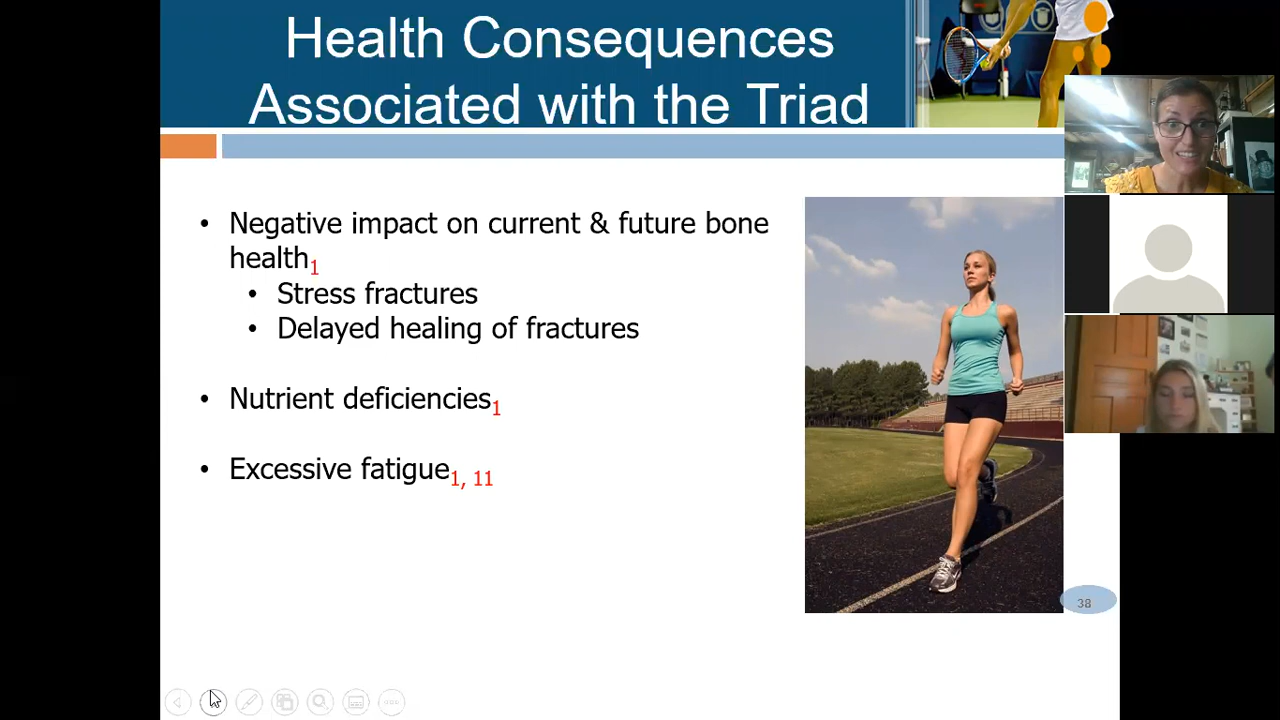 Health Consequences
Associated with the Triad
• Negative impact on current & future bone
health1
• Stress fractures
• Delayed healing of fractures
• Nutrient deficiencies1
• Excessive fatigue1, 11
38